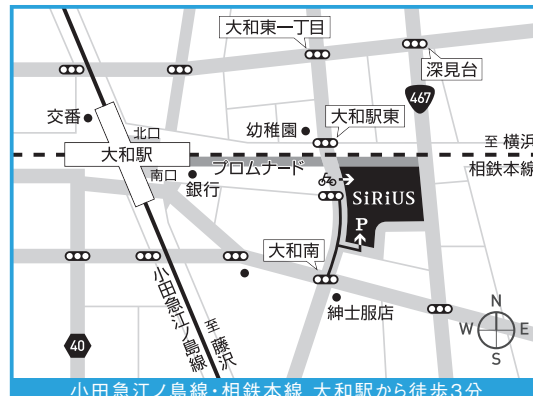 大和東一丁目
深見台
467
交番
北口
幼稚園
大和駅東
至 横浜
大和駅
相鉄本線
プロムナード
南口
銀行
SiRiUS
P
大和南
小田急江ノ島線
至 藤沢
紳士服店
40
N
W E
S
小田急江ノ島線・相鉄本線 大和駅から徒歩3分